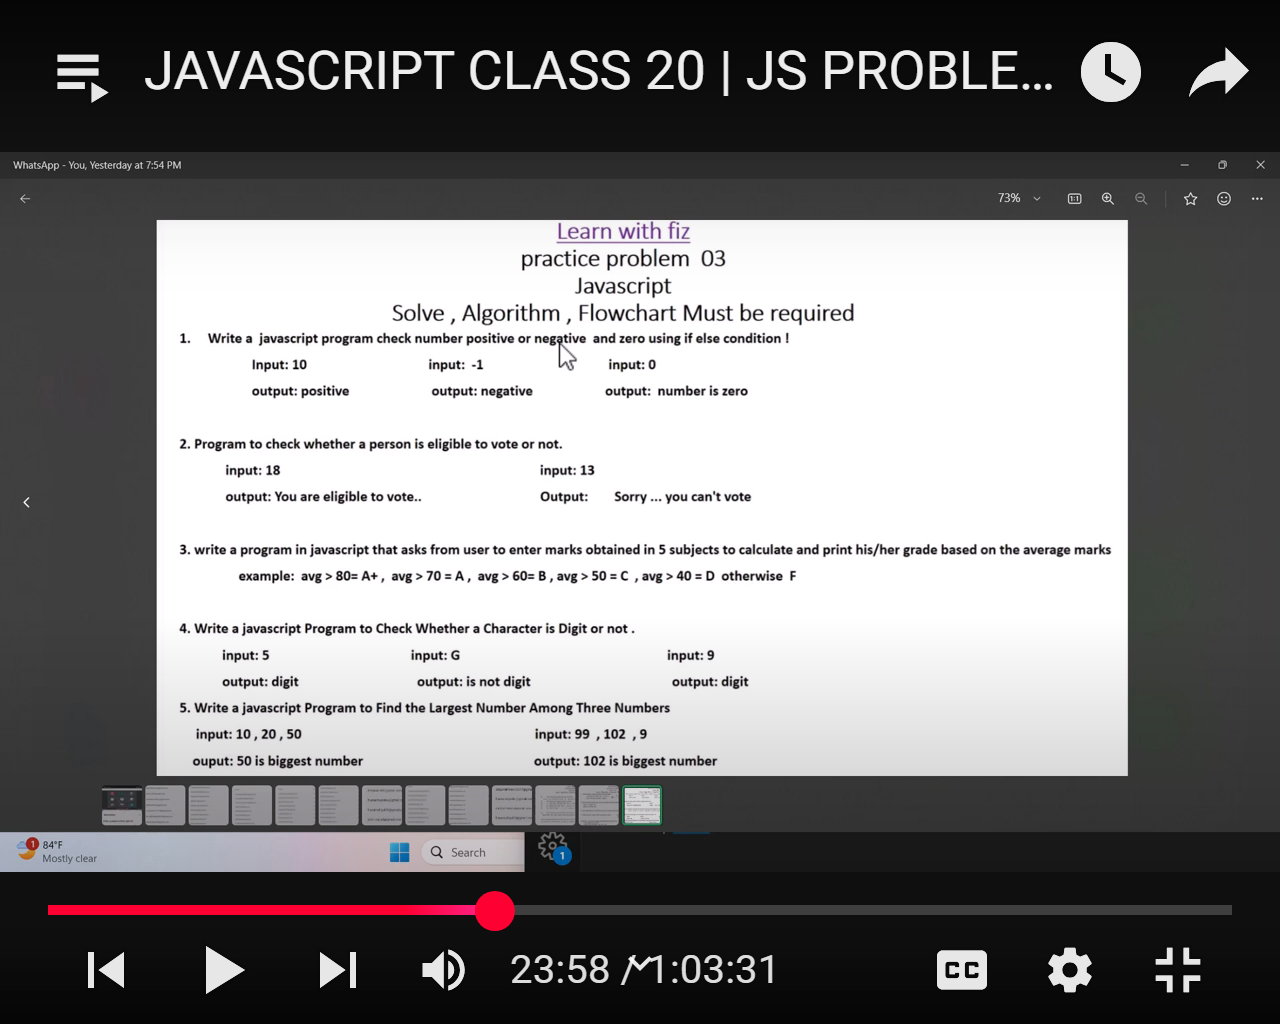 JAVASCRIPT CLASS 20 | JS PROBLE...
WhatsApp - You, Yesterday at 7:54 PM
73%
Learn with fiz
practice problem 03
Javascript
Solve , Algorithm , Flowchart Must be required
1. Write a javascript program check number positive or negative and zero using if else condition !
Input: 10 input: -1 input: 0
output: positive output: negative output: number is zero
2. Program to check whether a person is eligible to vote or not.
input: 18 input: 13
output: You are eligible to vote.. Output: Sorry ... you can't vote
3. write a program in javascript that asks from user to enter marks obtained in 5 subjects to calculate and print his/her grade based on the average marks
example: avg > 80= A+ , avg > 70 = A , avg > 60= B , avg > 50 = C , avg > 40 = D otherwise F
4. Write a javascript Program to Check Whether a Character is Digit or not .
input: 5 input: G input: 9
output: digit output: is not digit output: digit
5. Write a javascript Program to Find the Largest Number Among Three Numbers
input: 10 , 20 , 50 input: 99 , 102 , 9
ouput: 50 is biggest number output: 102 is biggest number
1 84°F
Mostly clear
Search
1
23:58 / 1:03:31
CC